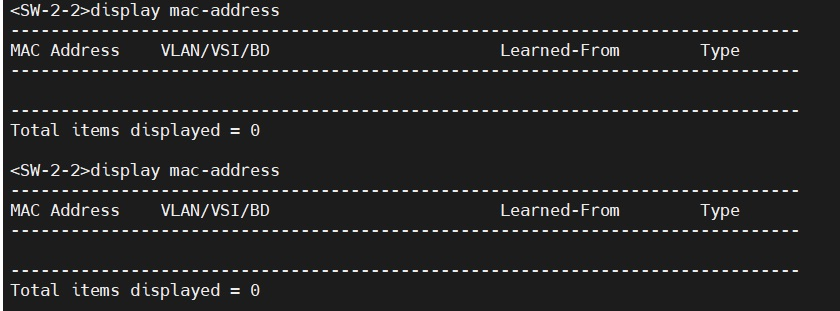 <SW-2-2>display mac-address
-------------------------------------------------------------------------------
MAC Address    VLAN/VSI/BD                       Learned-From        Type
-------------------------------------------------------------------------------

-------------------------------------------------------------------------------
Total items displayed = 0

<SW-2-2>display mac-address
-------------------------------------------------------------------------------
MAC Address    VLAN/VSI/BD                       Learned-From        Type
-------------------------------------------------------------------------------

-------------------------------------------------------------------------------
Total items displayed = 0